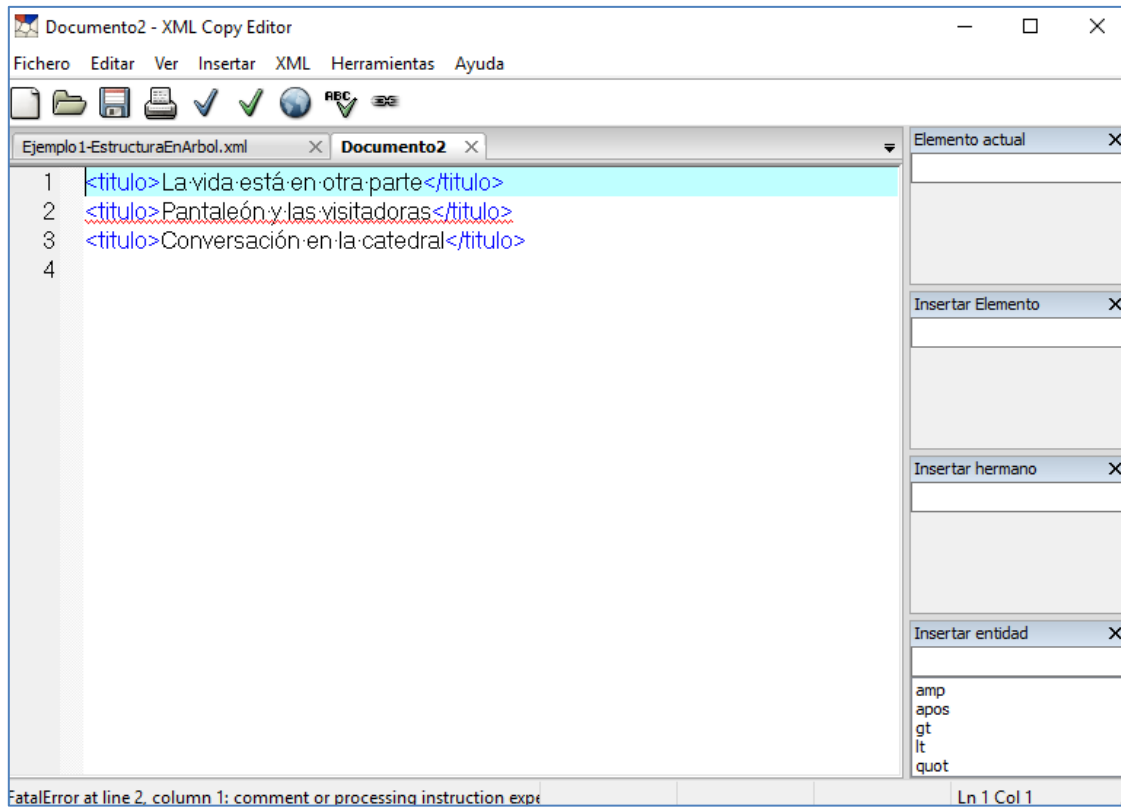 Documento2 - XML Copy Editor
Fichero Editar Ver Insertar XML Herramientas Ayuda
ABC
Ejemplo1-EstructuraEnArbol.xml Documento2
1 <titulo>La·vida·está·en·otra·parte</titulo>
2 <titulo>Pantaleón·y·las·visitadoras</titulo>
3 <titulo>Conversación·en·la·catedral</titulo>
4
Elemento actual
Insertar Elemento
Insertar hermano
Insertar entidad
amp
apos
gt
lt
quot
FatalError at line 2, column 1: comment or processing instruction expe
Ln 1 Col 1